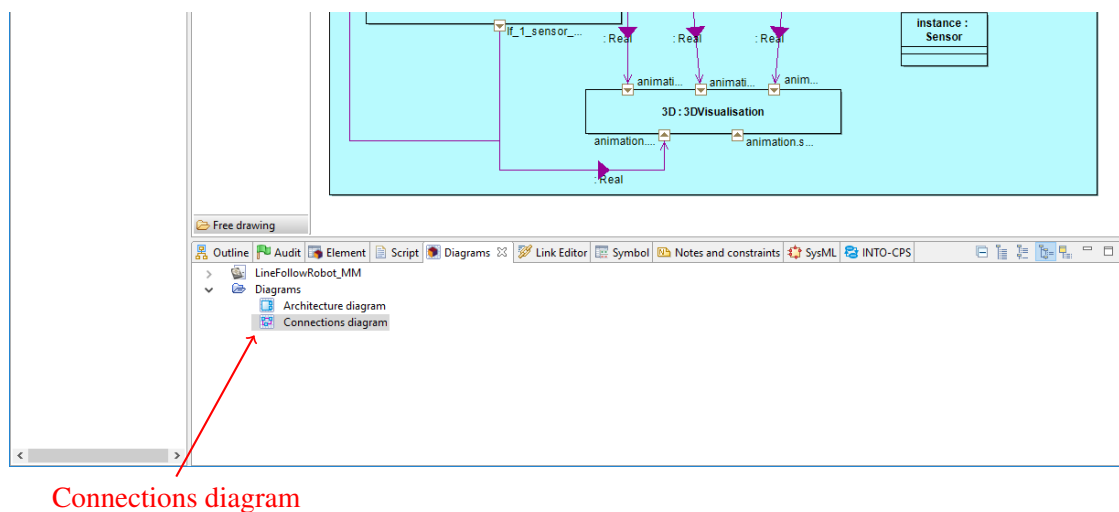 instance :
Sensor
lf_1_sensor_...
: Real
: Real
: Real
animati...
animati...
anim...
3D : 3DVisualisation
animation....
animation.s...
: Real
Free drawing
Outline
Audit
Element
Script
Diagrams
Link Editor
Symbol
Notes and constraints
SysML
INTO-CPS
LineFollowRobot_MM
Diagrams
Architecture diagram
Connections diagram
Connections diagram